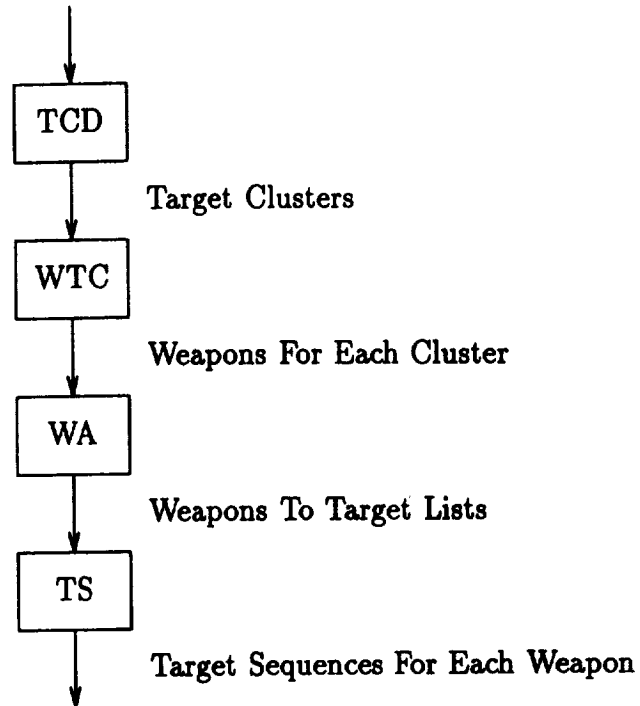 TCD
Target Clusters
WTC
Weapons For Each Cluster
WA
Weapons To Target Lists
TS
Target Sequences For Each Weapon